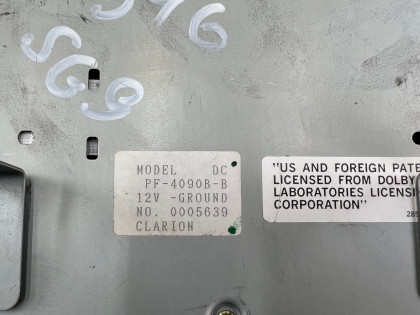 SG9
MODEL DC
PF-4090B-B
12V -GROUND
NO. 0005639
CLARION
"US AND FOREIGN PATE
LICENSED FROM DOLBY
LABORATORIES LICENSI
CORPORATION"